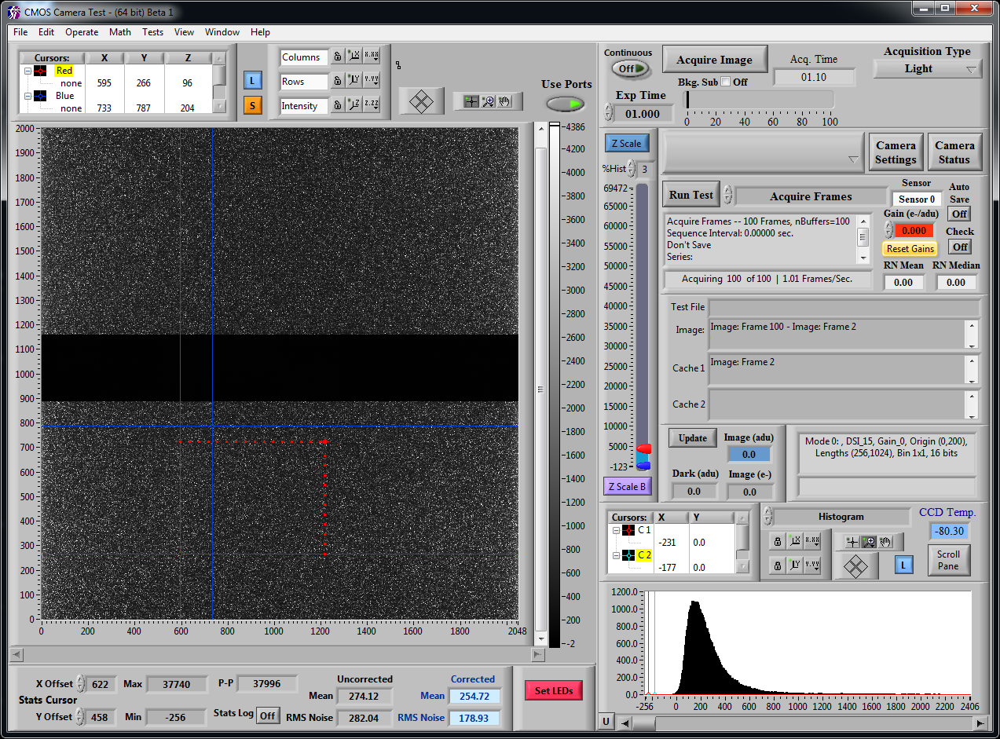 CMOS Camera Test - (64 bit) Beta 1
File Edit Operate Math Tests View Window Help
Cursors: X Y Z
Red
none 595 266 96
Blue
none 733 787 204
L
S
Columns X.XX
Rows Y.YY
Intensity Z.ZZ
Use Ports
Continuous
Off
Acquire Image
Bkg. Sub Off
Acq. Time
01.10
Acquisition Type
Light
Exp Time
01.000
0 20 40 60 80 100
2000
1900
1800
1700
1600
1500
1400
1300
1200
1100
1000
900
800
700
600
500
400
300
200
100
0
0 200 400 600 800 1000 1200 1400 1600 1800 2048
4386
4200
4000
3800
3600
3400
3200
3000
2800
2600
2400
2200
2000
1800
1600
1400
1200
1000
800
600
400
200
-2
Z Scale
%Hist 3
69472
65000
60000
55000
50000
45000
40000
35000
30000
25000
20000
15000
10000
5000
-123
Z Scale B
Camera Settings
Camera Status
Run Test
Acquire Frames
Sensor
Sensor 0
Auto Save
Off
Acquire Frames -- 100 Frames, nBuffers=100
Sequence Interval: 0.00000 sec.
Don't Save
Series:
Gain (e-/adu)
0.000
Reset Gains
Check
Off
Acquiring 100 of 100 | 1.01 Frames/Sec.
RN Mean RN Median
0.00 0.00
Test File
Image: Image: Frame 100 - Image: Frame 2
Cache 1 Image: Frame 2
Cache 2
Update
Image (adu)
0.0
Dark (adu) Image (e-)
0.0 0.0
Mode 0: , DSI_15, Gain_0, Origin (0,200),
Lengths (256,1024), Bin 1x1, 16 bits
Cursors: X Y
C 1
-231 0.0
C 2
-177 0.0
Histogram
X.XX
Y.YY
L
CCD Temp.
-80.30
Scroll
Pane
1200.0
1000.0
800.0
600.0
400.0
200.0
0.0
-256 0 200 400 600 800 1000 1200 1400 1600 1800 2000 2200 2406
U
X Offset 622 Max 37740 P-P 37996
Stats Cursor
Y Offset 458 Min -256 Stats Log Off
Uncorrected Corrected
Mean 274.12 Mean 254.72
RMS Noise 282.04 RMS Noise 178.93
Set LEDs